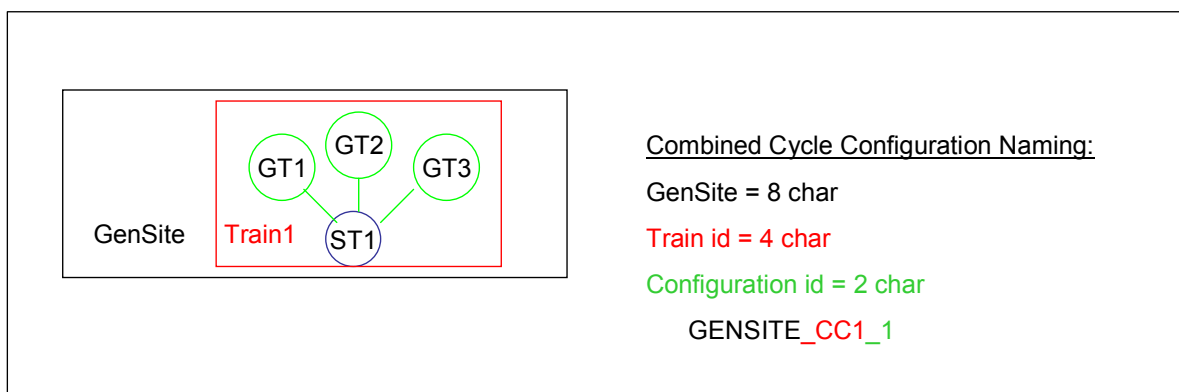 GT1
GT2
GT3
GenSite
Train1
ST1
Combined Cycle Configuration Naming:
GenSite = 8 char
Train id = 4 char
Configuration id = 2 char
GENSITE_CC1_1